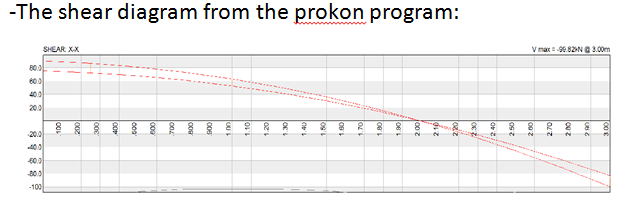 -The shear diagram from the prokon program:
SHEAR: X-X
V max = -99.82kN @ 3.00m
80.0
60.0
40.0
20.0
.100 .200 .300 .400 .500 .600 .700 .800 .900 1.00 1.10 1.20 1.30 1.40 1.50 1.60 1.70 1.80 1.90 2.00 2.10 2.20 2.30 2.40 2.50 2.60 2.70 2.80 2.90 3.00
-20.0
-40.0
-60.0
-80.0
-100